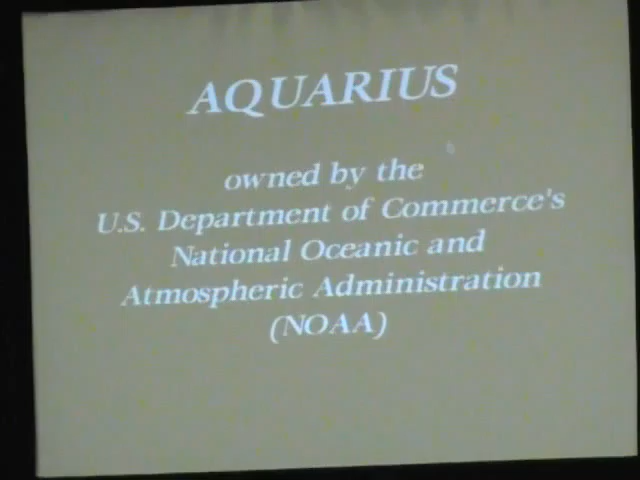 AQUARIUS
owned by the
U.S. Department of Commerce's
National Oceanic and
Atmospheric Administration
(NOAA)